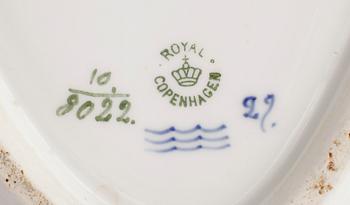 ROYAL
COPENHAGEN
10.
8022.
29.